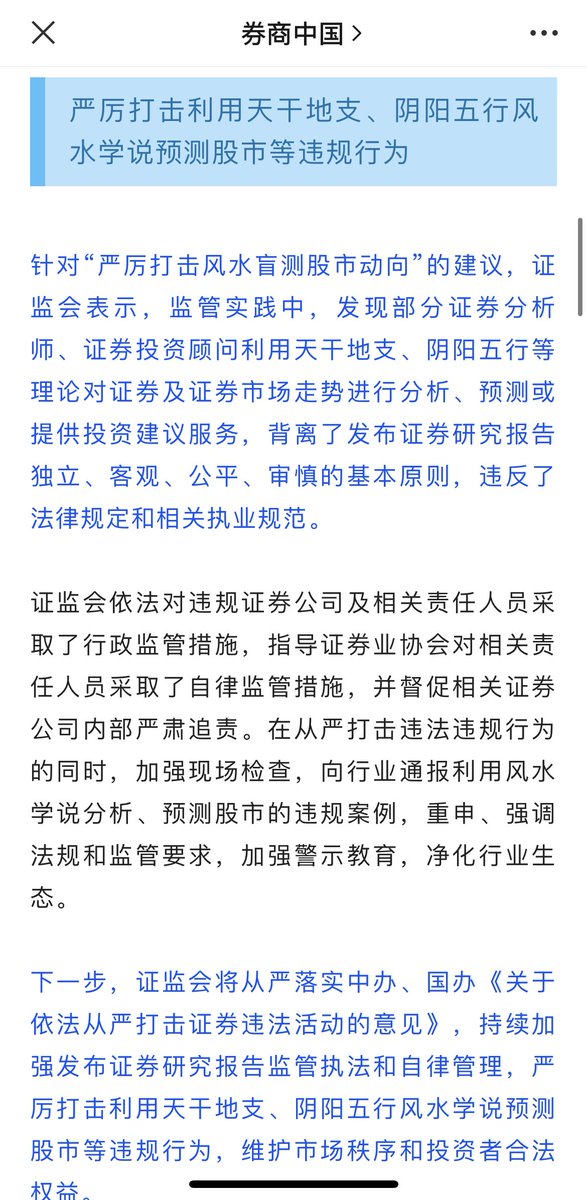 券商中国
严厉打击利用天干地支、阴阳五行风
水学说预测股市等违规行为
针对“严厉打击风水盲测股市动向”的建议，证
监会表示，监管实践中，发现部分证券分析
师、证券投资顾问利用天干地支、阴阳五行等
理论对证券及证券市场走势进行分析、预测或
提供投资建议服务，背离了发布证券研究报告
独立、客观、公平、审慎的基本原则，违反了
法律规定和相关执业规范。
证监会依法对违规证券公司及相关责任人员采
取了行政监管措施，指导证券业协会对相关责
任人员采取了自律监管措施，并督促相关证券
公司内部严肃追责。在从严打击违法违规行为
的同时，加强现场检查，向行业通报利用风水
学说分析、预测股市的违规案例，重申、强调
法规和监管要求，加强警示教育，净化行业生
态。
下一步，证监会将从严落实中办、国办《关于
依法从严打击证券违法活动的意见》，持续加
强发布证券研究报告监管执法和自律管理，严
厉打击利用天干地支、阴阳五行风水学说预测
股市等违规行为，维护市场秩序和投资者合法
权益。